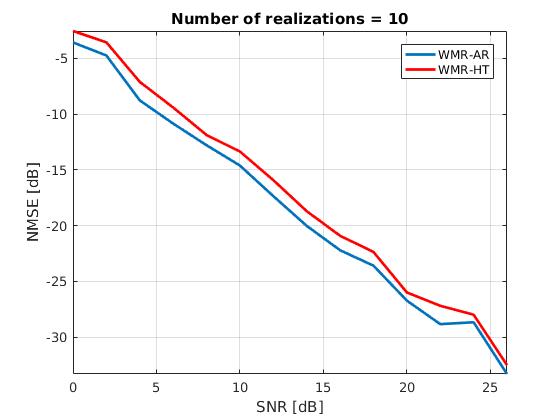 Number of realizations = 10
WMR-AR
WMR-HT
NMSE [dB]
-5
-10
-15
-20
-25
-30
0 5 10 15 20 25
SNR [dB]